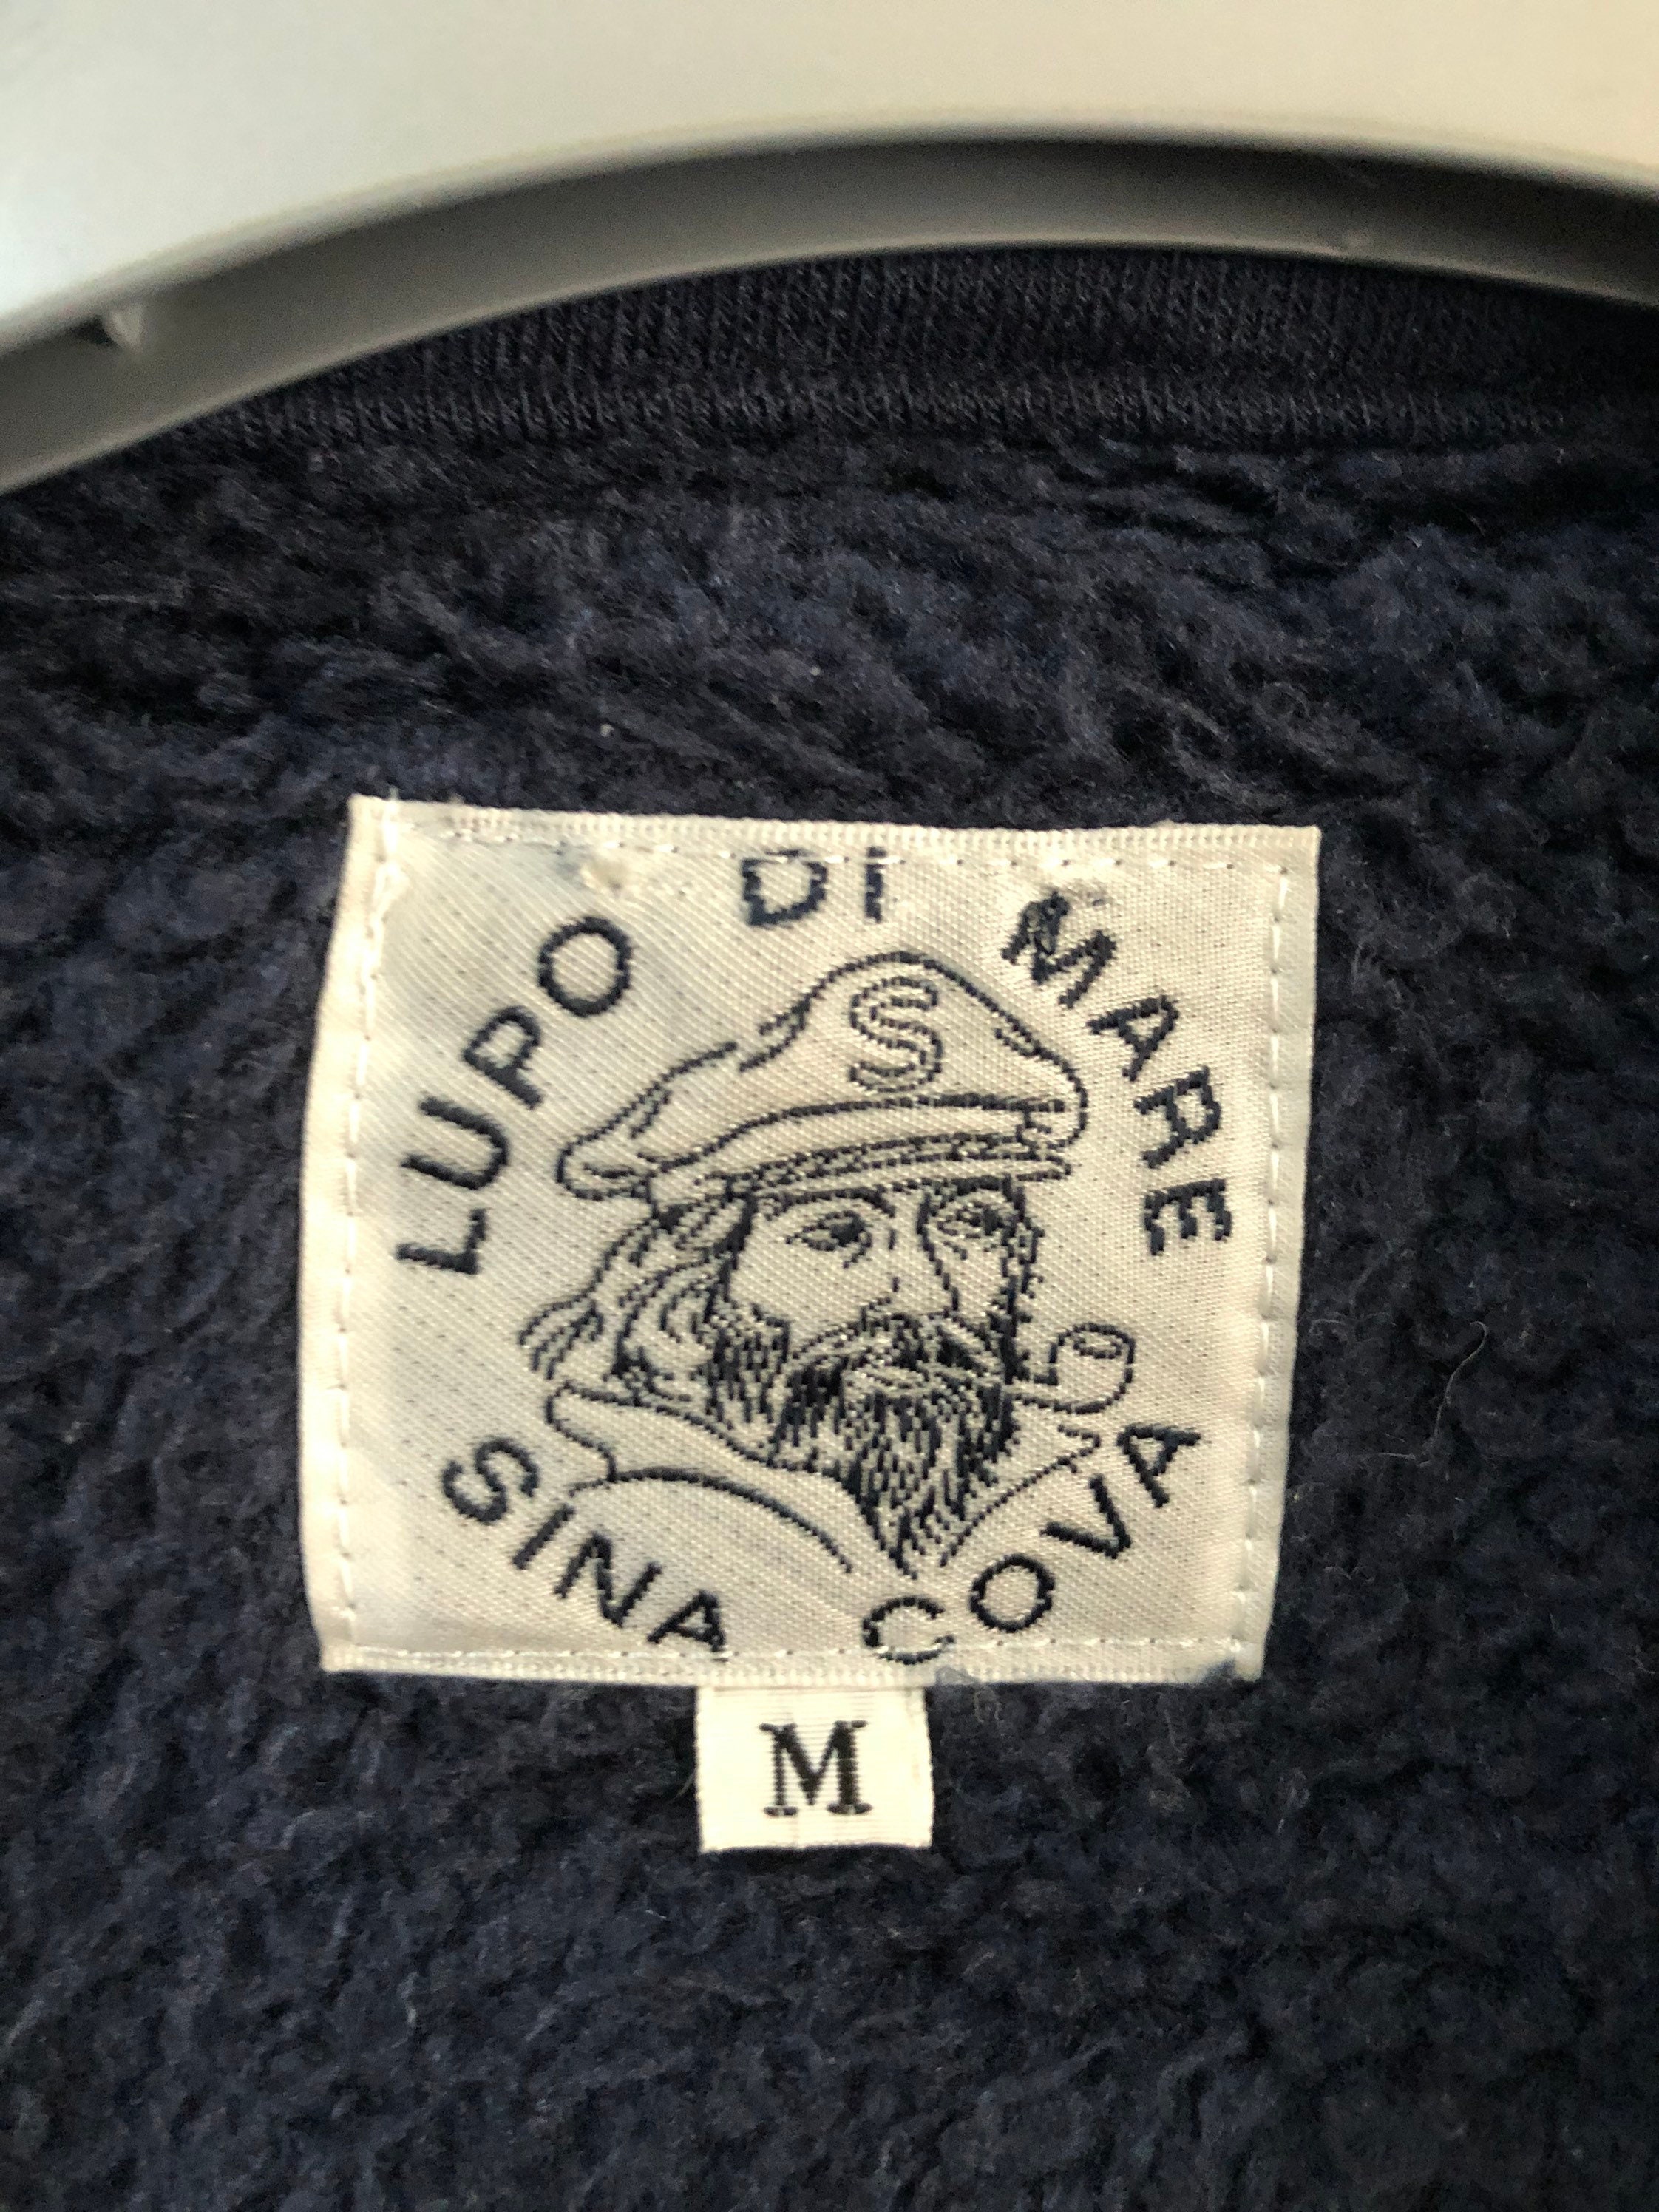 LUPO Di MARE
S
SiNA COVA
M